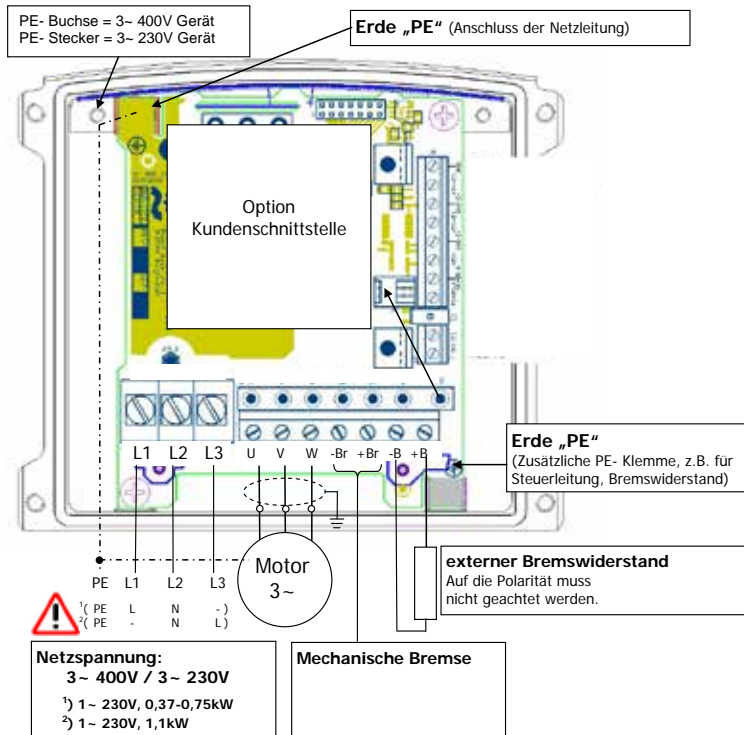 PE- Buchse = 3~ 400V Gerät
PE- Stecker = 3~ 230V Gerät
Erde „PE“ (Anschluss der Netzleitung)
Option
Kundenschnittstelle
L1 L2 L3 U V W -Br +Br -B +B
Erde „PE“
(Zusätzliche PE- Klemme, z.B. für
Steuerleitung, Bremswiderstand)
Motor
3~
externer Bremswiderstand
Auf die Polarität muss
nicht geachtet werden.
PE L1 L2 L3
¹( PE L N -)
²( PE - N L)
Netzspannung:
3~ 400V / 3~ 230V
¹) 1~ 230V, 0,37-0,75kW
²) 1~ 230V, 1,1kW
Mechanische Bremse